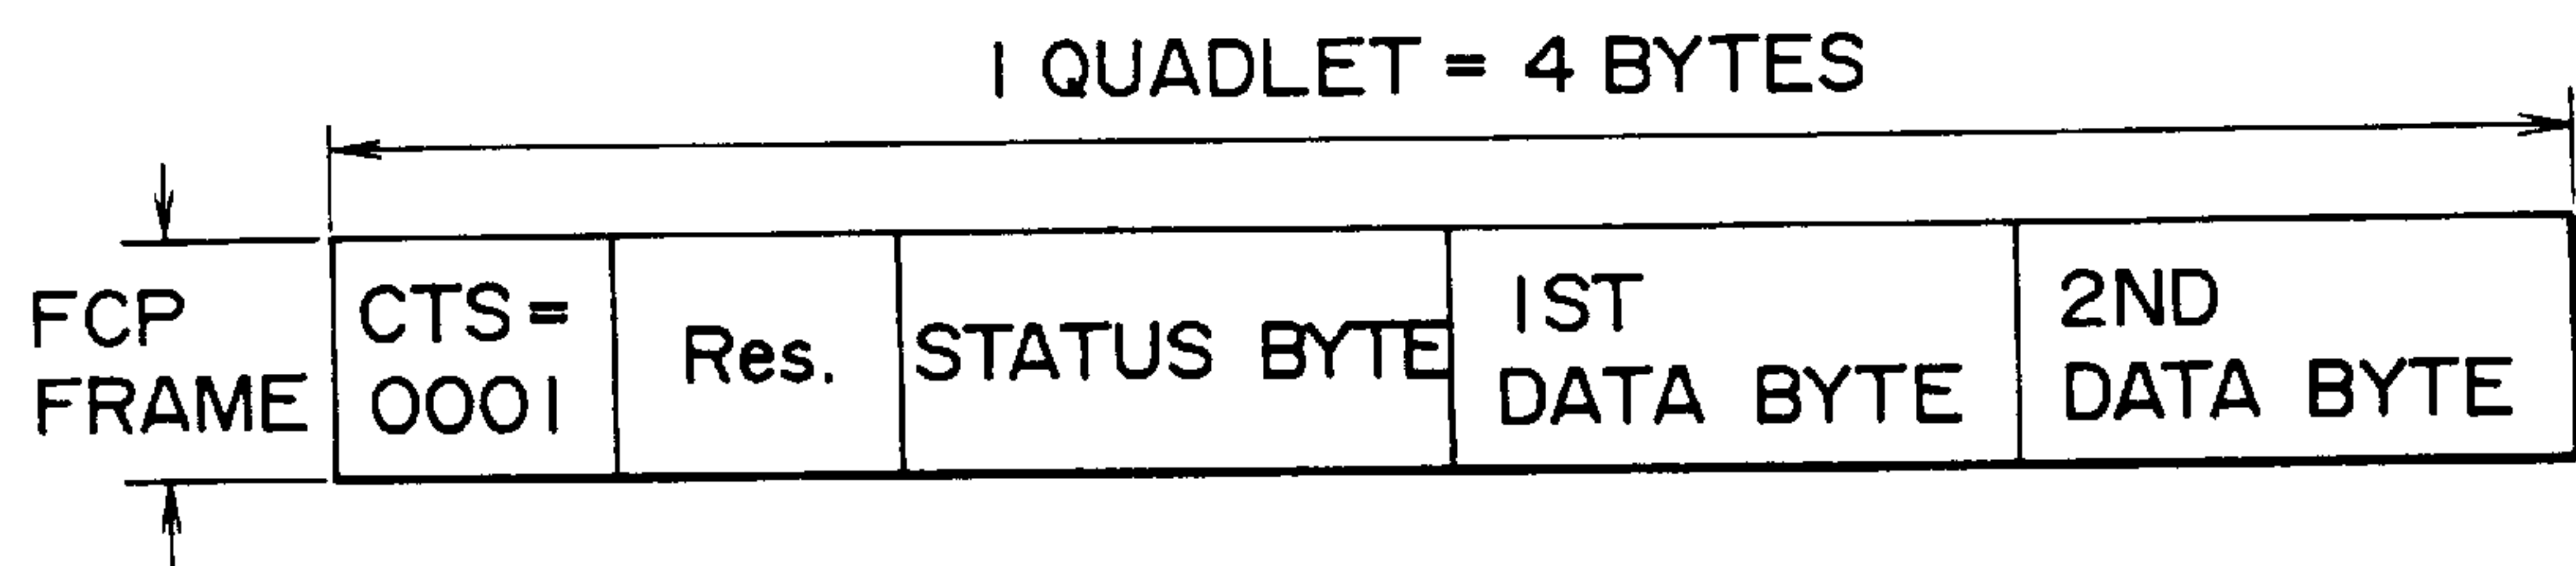 1 QUADLET = 4 BYTES
FCP
FRAME
CTS =
0001
Res.
STATUS BYTE
1ST
DATA BYTE
2ND
DATA BYTE